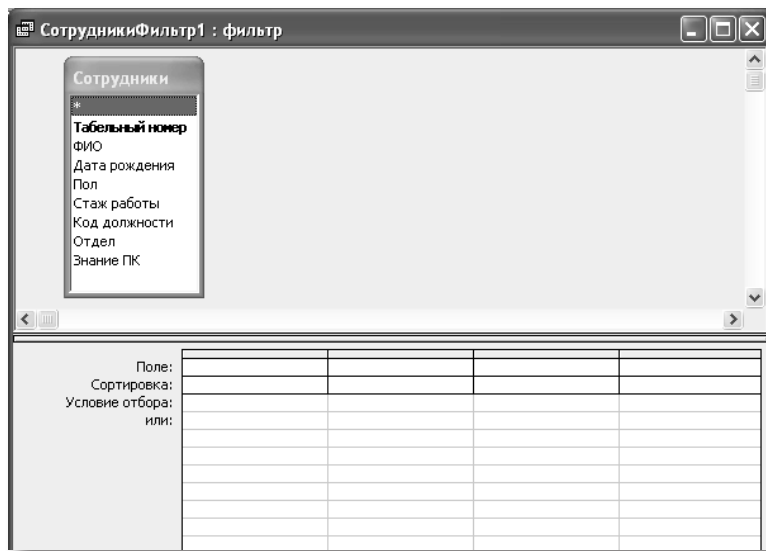 СотрудникиФильтр1 : фильтр
Сотрудники
*
Табельный номер
ФИО
Дата рождения
Пол
Стаж работы
Код должности
Отдел
Знание ПК
Поле:
Сортировка:
Условие отбора:
или: